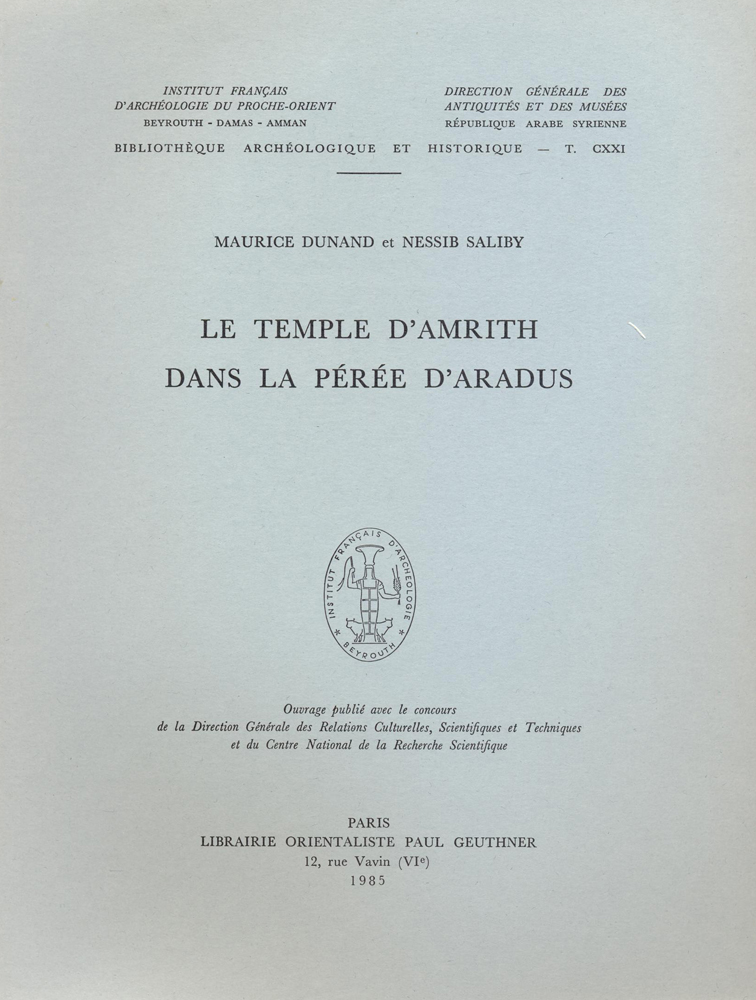 INSTITUT FRANÇAIS
D'ARCHÉOLOGIE DU PROCHE-ORIENT
BEYROUTH - DAMAS - AMMAN
DIRECTION GÉNÉRALE DES
ANTIQUITÉS ET DES MUSÉES
RÉPUBLIQUE ARABE SYRIENNE
BIBLIOTHÈQUE ARCHÉOLOGIQUE ET HISTORIQUE — T. CXXI
MAURICE DUNAND et NESSIB SALIBY
LE TEMPLE D'AMRITH
DANS LA PÉRÉE D'ARADUS
INSTITUT FRANÇAIS D'ARCHÉOLOGIE
* BEYROUTH *
Ouvrage publié avec le concours
de la Direction Générale des Relations Culturelles, Scientifiques et Techniques
et du Centre National de la Recherche Scientifique
PARIS
LIBRAIRIE ORIENTALISTE PAUL GEUTHNER
12, rue Vavin (VIe)
1985